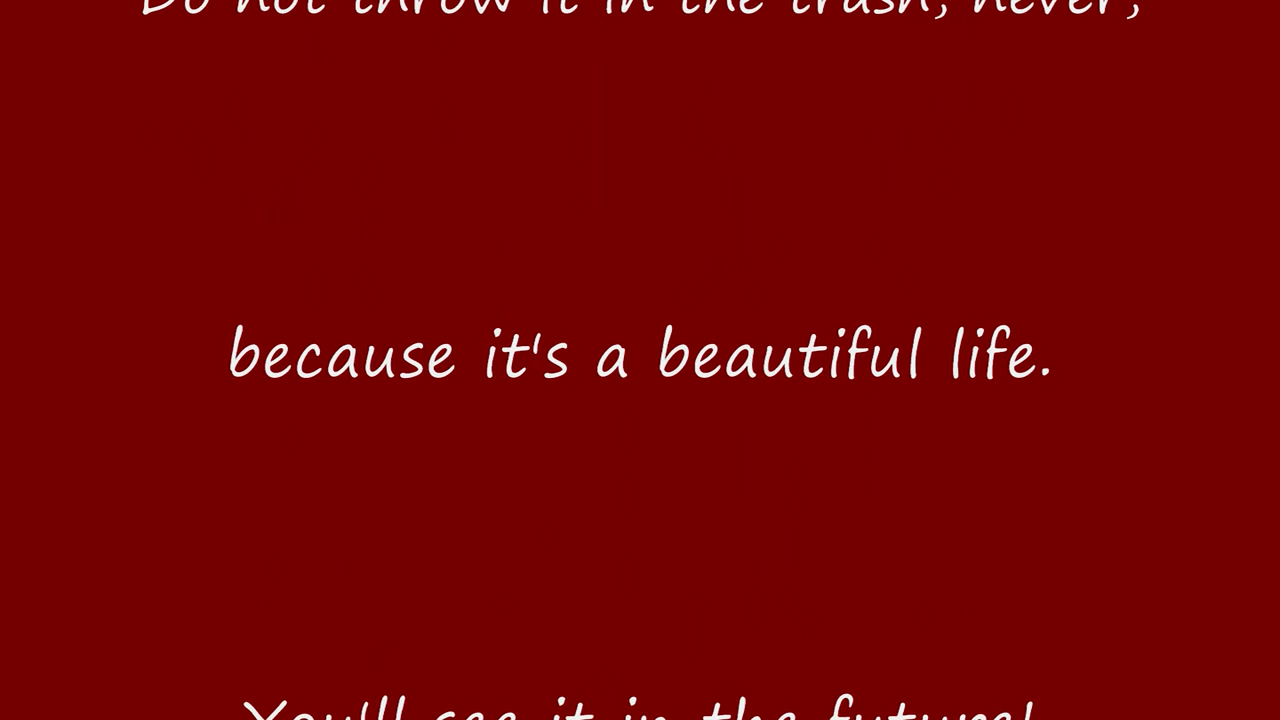 Do not throw it in the trash, never,
because it's a beautiful life.
You'll see it in the future!